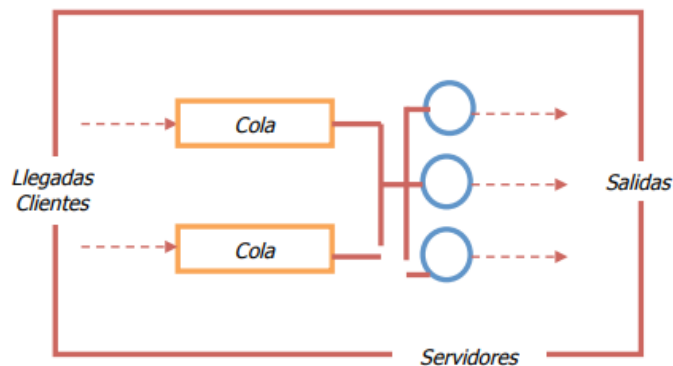 Cola
Llegadas
Clientes
Salidas
Cola
Servidores